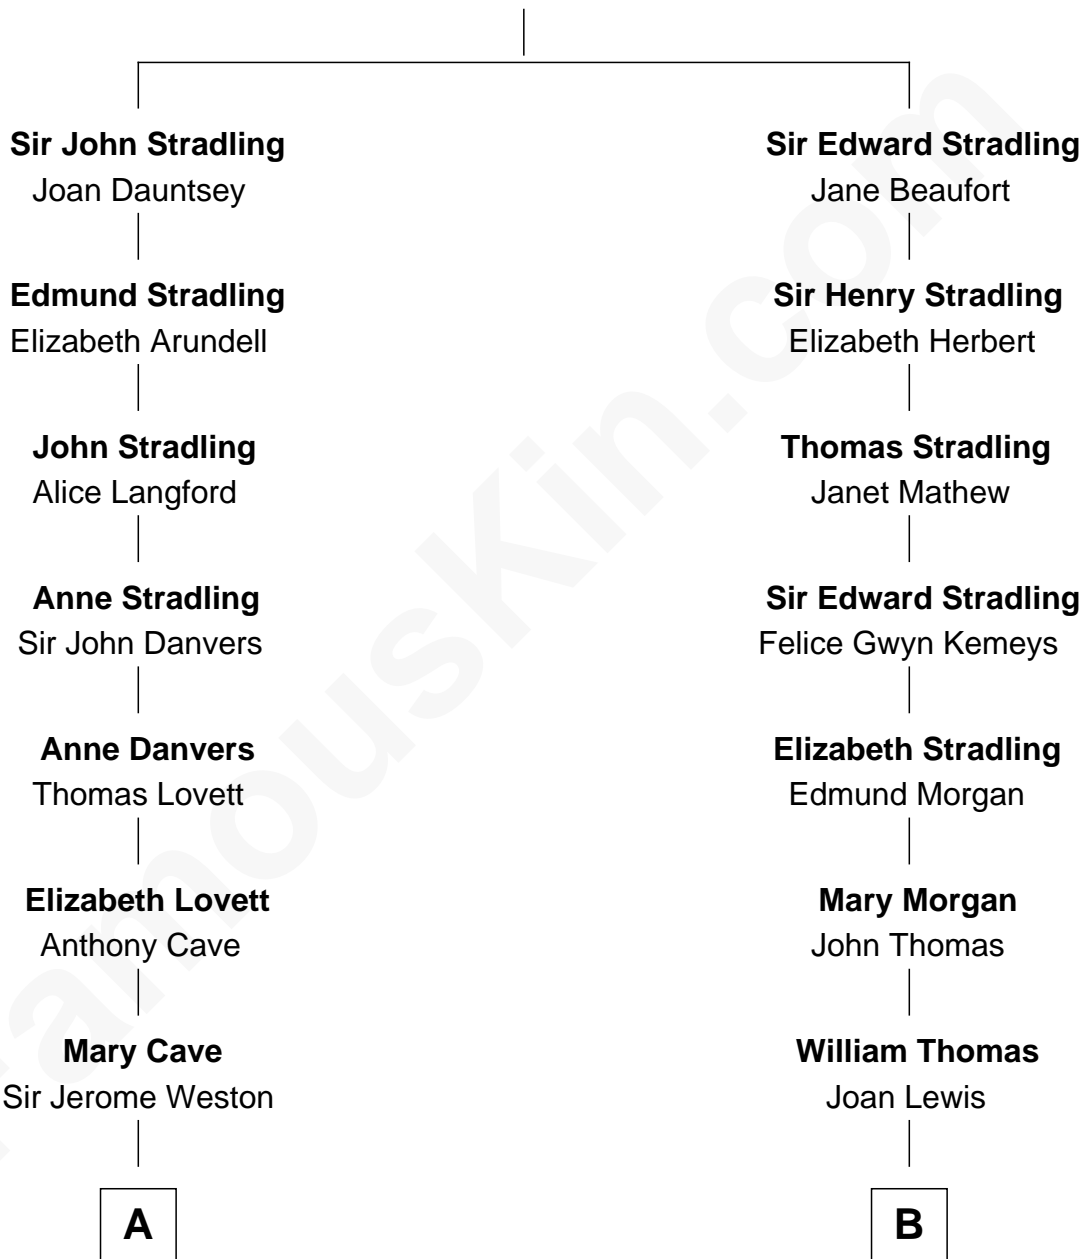 Sir John Stradling
Joan Dauntsey
Edmund Stradling
Elizabeth Arundell
John Stradling
Alice Langford
Anne Stradling
Sir John Danvers
Anne Danvers
Thomas Lovett
Elizabeth Lovett
Anthony Cave
Mary Cave
Sir Jerome Weston
A
Sir Edward Stradling
Jane Beaufort
Sir Henry Stradling
Elizabeth Herbert
Thomas Stradling
Janet Mathew
Sir Edward Stradling
Felice Gwyn Kemeys
Elizabeth Stradling
Edmund Morgan
Mary Morgan
John Thomas
William Thomas
Joan Lewis
B
FamousKin.com